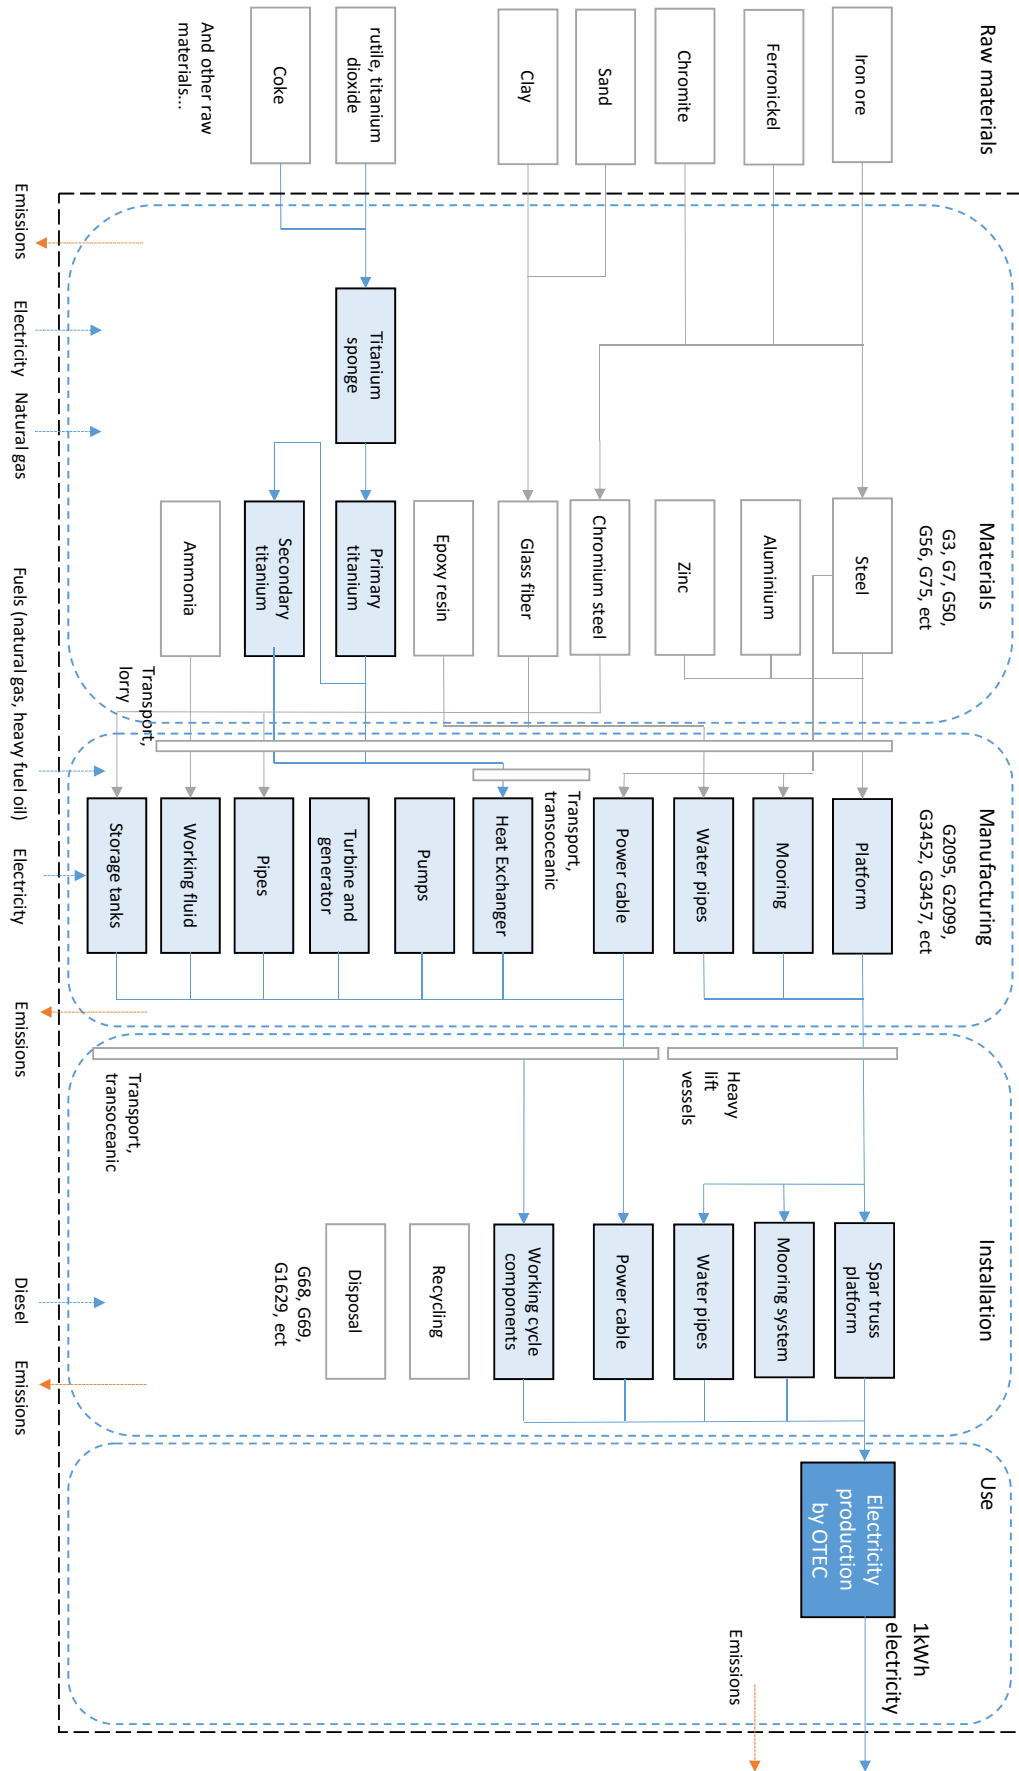 Raw materials
Iron ore
Ferronickel
Chromite
Sand
Clay
rutile, titanium
dioxide
Coke
And other raw
materials...
Materials
G3, G7, G50,
G56, G75, ect
Steel
Aluminium
Zinc
Chromium steel
Glass fiber
Epoxy resin
Titanium
sponge
Primary
titanium
Secondary
titanium
Ammonia
Transport,
lorry
Manufacturing
G2095, G2099,
G3452, G3457, ect
Platform
Mooring
Water pipes
Power cable
Transport,
transoceanic
Heat Exchanger
Pumps
Turbine and
generator
Pipes
Working fluid
Storage tanks
Installation
Heavy
lift
vessels
Transport,
transoceanic
Spar truss
platform
Mooring system
Water pipes
Power cable
Working cycle
components
Recycling
Disposal
G68, G69,
G1629, ect
Use
Electricity
production
by OTEC
1kWh
electricity
Emissions
Emissions
Electricity
Natural gas
Fuels (natural gas, heavy fuel oil)
Electricity
Emissions
Diesel
Emissions